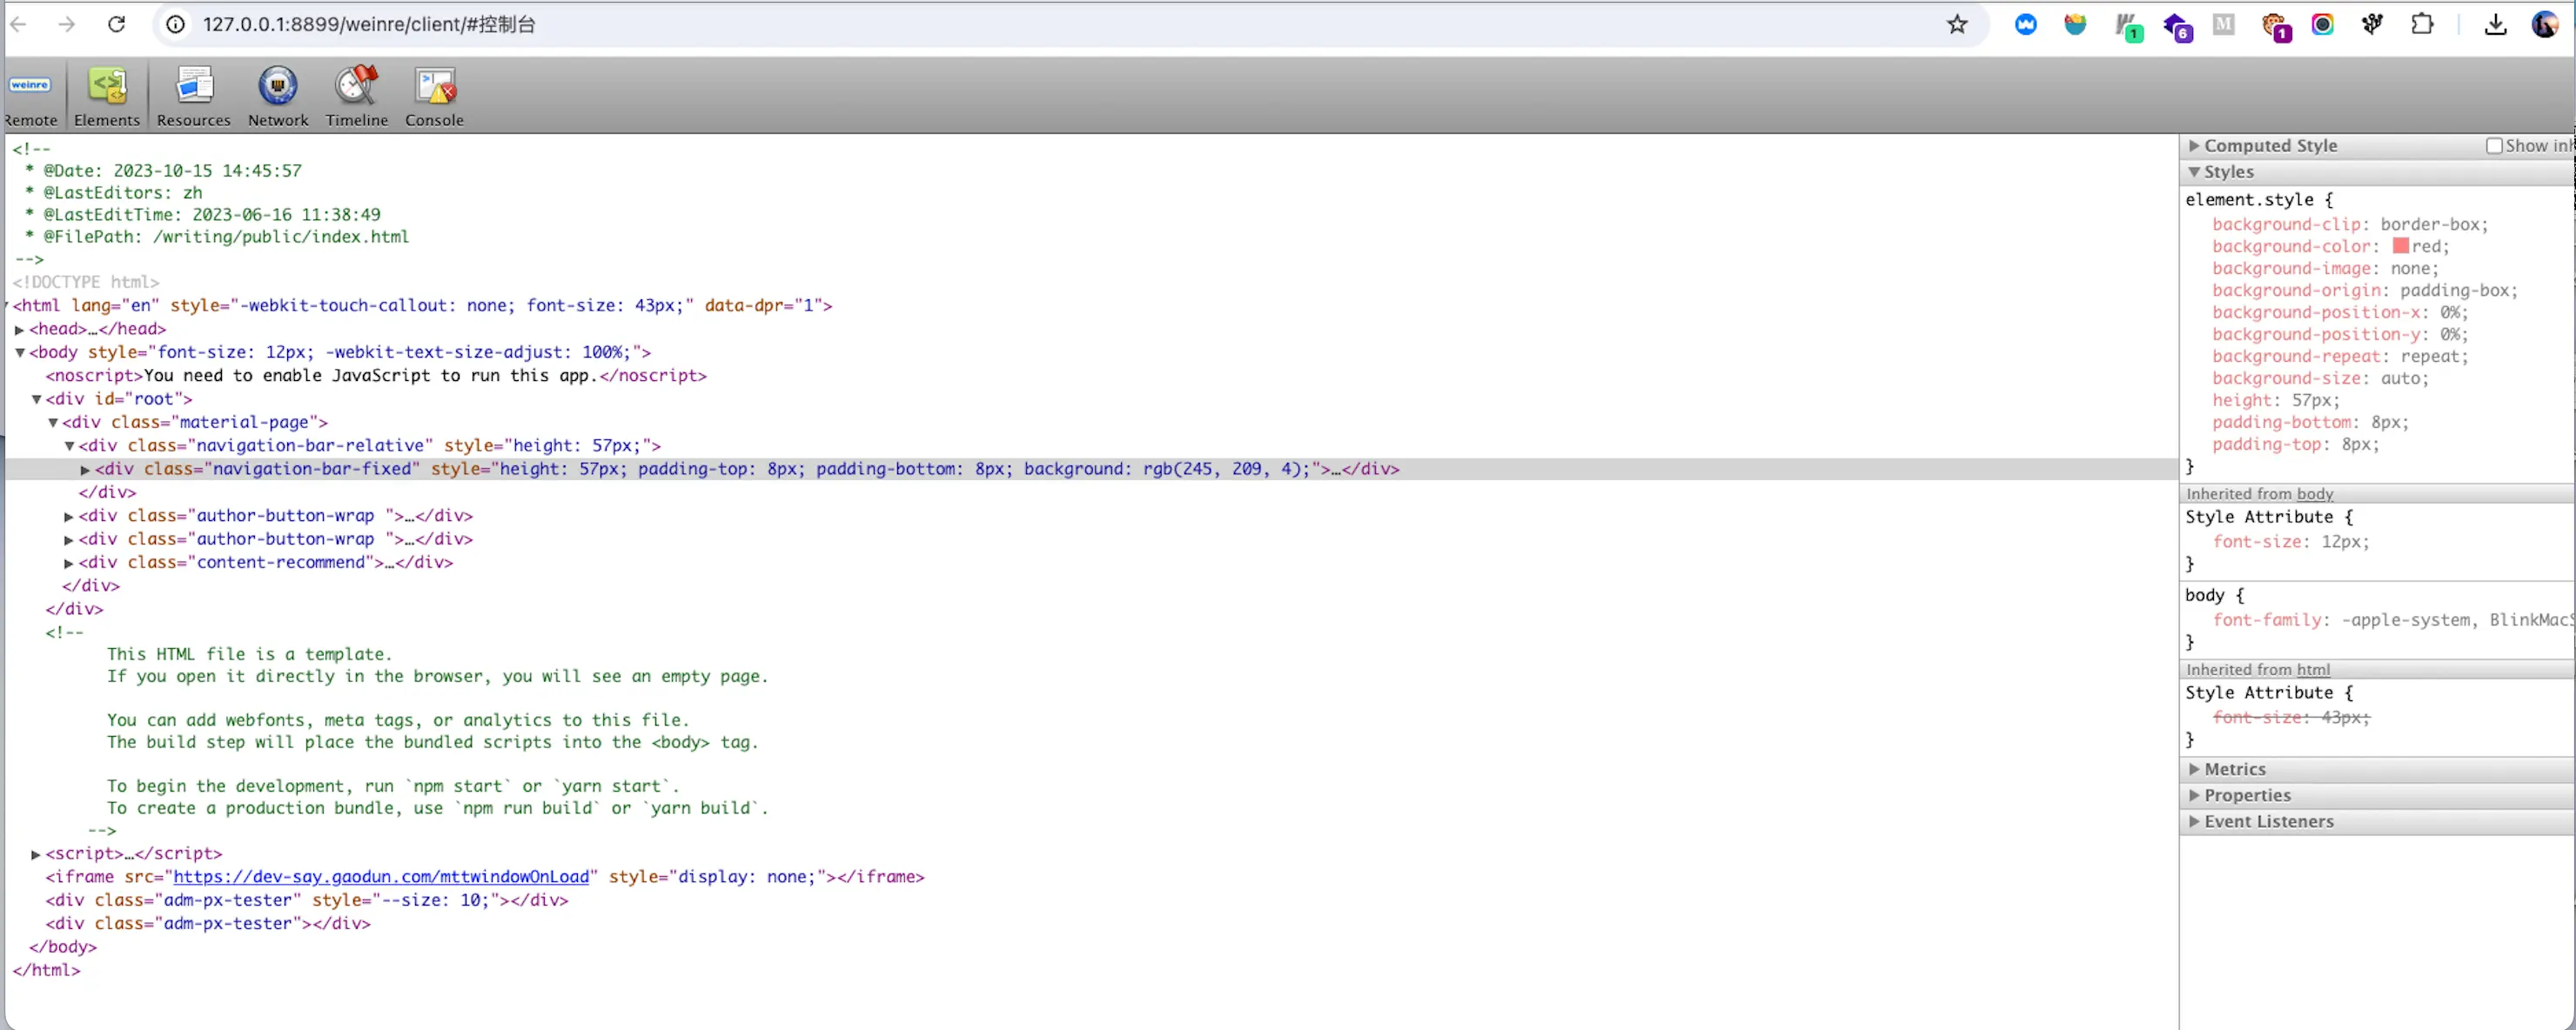 127.0.0.1:8899/weinre/client/#控制台
1
6
M
1
weinre
Remote
Elements
Resources
Network
Timeline
Console
<!--
* @Date: 2023-10-15 14:45:57
* @LastEditors: zh
* @LastEditTime: 2023-06-16 11:38:49
* @FilePath: /writing/public/index.html
-->
<!DOCTYPE html>
<html lang="en" style="-webkit-touch-callout: none; font-size: 43px;" data-dpr="1">
▶<head>…</head>
▼<body style="font-size: 12px; -webkit-text-size-adjust: 100%;">
<noscript>You need to enable JavaScript to run this app.</noscript>
▼<div id="root">
▼<div class="material-page">
▼<div class="navigation-bar-relative" style="height: 57px;">
▶<div class="navigation-bar-fixed" style="height: 57px; padding-top: 8px; padding-bottom: 8px; background: rgb(245, 209, 4);">…</div>
</div>
▶<div class="author-button-wrap ">…</div>
▶<div class="author-button-wrap ">…</div>
▶<div class="content-recommend">…</div>
</div>
</div>
<!--
This HTML file is a template.
If you open it directly in the browser, you will see an empty page.
You can add webfonts, meta tags, or analytics to this file.
The build step will place the bundled scripts into the <body> tag.
To begin the development, run `npm start` or `yarn start`.
To create a production bundle, use `npm run build` or `yarn build`.
-->
▶<script>…</script>
<iframe src="https://dev-say.gaodun.com/mttwindowOnLoad" style="display: none;"></iframe>
<div class="adm-px-tester" style="--size: 10;"></div>
<div class="adm-px-tester"></div>
</body>
</html>
▶Computed Style
Show
▼Styles
element.style {
background-clip: border-box;
background-color: red;
background-image: none;
background-origin: padding-box;
background-position-x: 0%;
background-position-y: 0%;
background-repeat: repeat;
background-size: auto;
height: 57px;
padding-bottom: 8px;
padding-top: 8px;
}
Inherited from body
Style Attribute {
font-size: 12px;
}
body {
font-family: -apple-system,
}
Inherited from html
Style Attribute {
font-size: 43px;
}
▶Metrics
▶Properties
▶Event Listeners